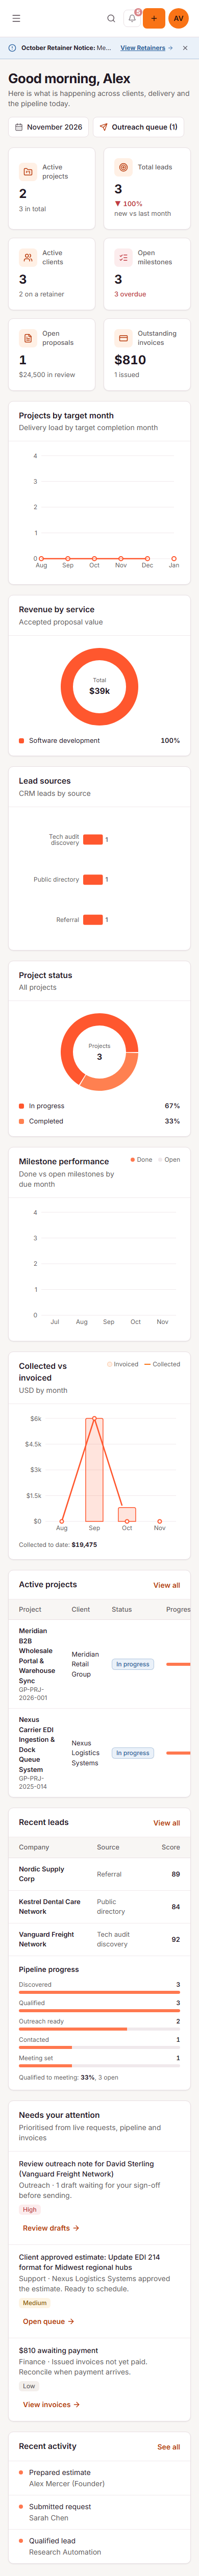 5
AV
October Retainer Notice: Me... View Retainers →
Good morning, Alex
Here is what is happening across clients, delivery and
the pipeline today.
November 2026
Outreach queue (1)
Active
projects
2
3 in total
Total leads
3
▼ 100%
new vs last month
Active
clients
3
2 on a retainer
Open
milestones
3
3 overdue
Open
proposals
1
$24,500 in review
Outstanding
invoices
$810
1 issued
Projects by target month
Delivery load by target completion month
4
3
2
1
0
Aug Sep Oct Nov Dec Jan
Revenue by service
Accepted proposal value
Total
$39k
Software development 100%
Lead sources
CRM leads by source
Tech audit
discovery
1
Public directory 1
Referral 1
Project status
All projects
Projects
3
In progress 67%
Completed 33%
Milestone performance
Done Open
Done vs open milestones by
due month
4
3
2
1
0
Jul Aug Sep Oct Nov
Collected vs
invoiced
Invoiced Collected
USD by month
$6k
$4.5k
$3k
$1.5k
$0
Aug Sep Oct Nov
Collected to date: $19,475
Active projects View all
Project Client Status Progres
Meridian
B2B
Wholesale
Portal &
Warehouse
Sync
GP-PRJ-
2026-001
Meridian
Retail
Group
In progress
Nexus
Carrier EDI
Ingestion &
Dock
Queue
System
GP-PRJ-
2025-014
Nexus
Logistics
Systems
In progress
Recent leads View all
Company Source Score
Nordic Supply
Corp
Referral
89
Kestrel Dental Care
Network
Public
directory
84
Vanguard Freight
Network
Tech audit
discovery
92
Pipeline progress
Discovered 3
Qualified 3
Outreach ready 2
Contacted 1
Meeting set 1
Qualified to meeting: 33%, 3 open
Needs your attention
Prioritised from live requests, pipeline and
invoices
Review outreach note for David Sterling
(Vanguard Freight Network)
Outreach · 1 draft waiting for your sign-off
before sending.
High
Review drafts →
Client approved estimate: Update EDI 214
format for Midwest regional hubs
Support · Nexus Logistics Systems approved
the estimate. Ready to schedule.
Medium
Open queue →
$810 awaiting payment
Finance · Issued invoices not yet paid.
Reconcile when payment arrives.
Low
View invoices →
Recent activity See all
Prepared estimate
Alex Mercer (Founder)
Submitted request
Sarah Chen
Qualified lead
Research Automation